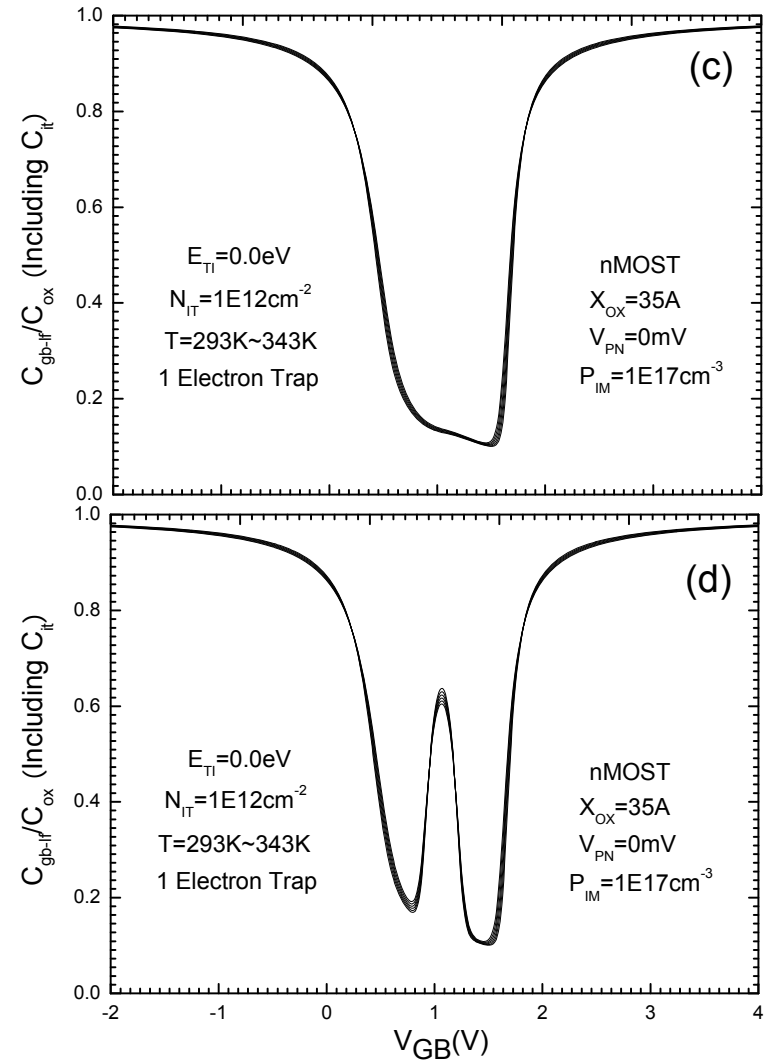 1.0
0.8
0.6
0.4
0.2
0.0
C_gb-lf/C_ox (Including C_it)
(c)
E_TI=0.0eV
N_IT=1E12cm^-2
T=293K~343K
1 Electron Trap
nMOST
X_OX=35A
V_PN=0mV
P_IM=1E17cm^-3
1.0
0.8
0.6
0.4
0.2
0.0
C_gb-lf/C_ox (Including C_it)
(d)
E_TI=0.0eV
N_IT=1E12cm^-2
T=293K~343K
1 Electron Trap
nMOST
X_OX=35A
V_PN=0mV
P_IM=1E17cm^-3
-2 -1 0 1 2 3 4
V_GB(V)